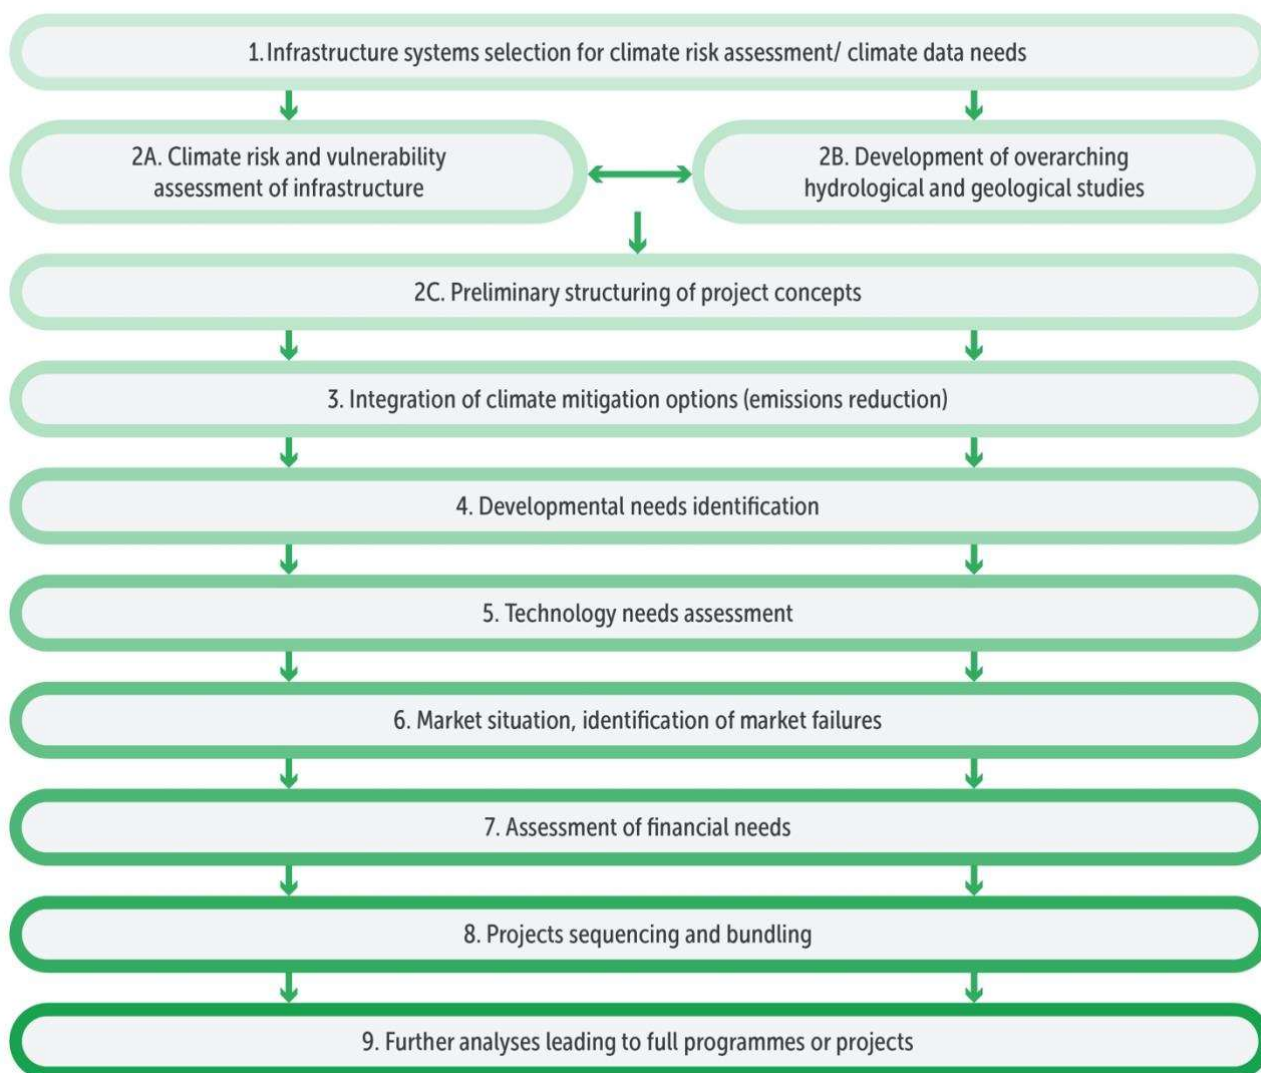 1. Infrastructure systems selection for climate risk assessment/ climate data needs
2A. Climate risk and vulnerability
assessment of infrastructure
2B. Development of overarching
hydrological and geological studies
2C. Preliminary structuring of project concepts
3. Integration of climate mitigation options (emissions reduction)
4. Developmental needs identification
5. Technology needs assessment
6. Market situation, identification of market failures
7. Assessment of financial needs
8. Projects sequencing and bundling
9. Further analyses leading to full programmes or projects